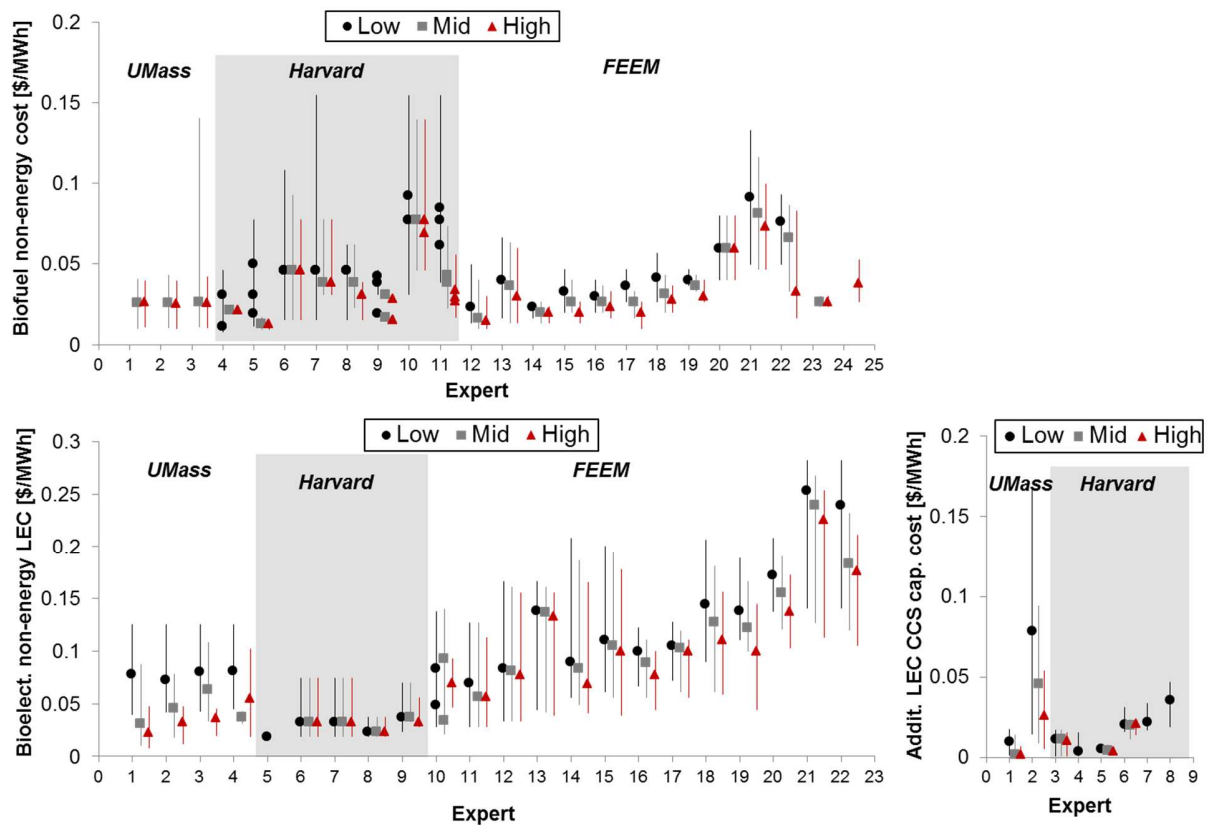 Biofuel non-energy cost [$/MWh]
0.2
0.15
0.1
0.05
0
Low Mid High
UMass Harvard FEEM
0 1 2 3 4 5 6 7 8 9 10 11 12 13 14 15 16 17 18 19 20 21 22 23 24 25
Expert
Bioelect. non-energy LEC [$/MWh]
0.3
0.25
0.2
0.15
0.1
0.05
0
Low Mid High
UMass Harvard FEEM
0 1 2 3 4 5 6 7 8 9 10 11 12 13 14 15 16 17 18 19 20 21 22 23
Expert
Addit. LEC CCS cap. cost [$/MWh]
0.2
0.15
0.1
0.05
0
Low Mid High
UMass Harvard
0 1 2 3 4 5 6 7 8 9
Expert